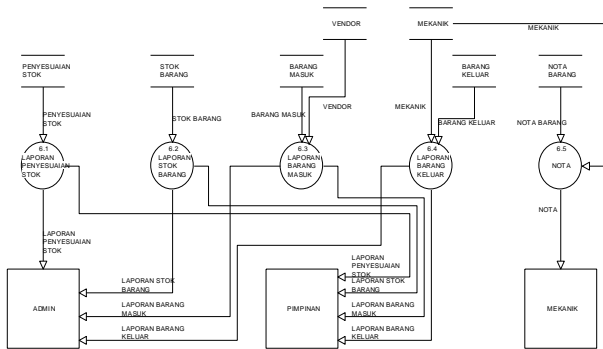 VENDOR
MEKANIK
MEKANIK
PENYESUAIAN
STOK
STOK
BARANG
BARANG
MASUK
BARANG
KELUAR
NOTA
BARANG
PENYESUAIAN
STOK
STOK BARANG
BARANG MASUK
VENDOR
MEKANIK
BARANG KELUAR
NOTA BARANG
6.1
LAPORAN
PENYESUAIAN
STOK
6.2
LAPORAN
STOK
BARANG
6.3
LAPORAN
BARANG
MASUK
6.4
LAPORAN
BARANG
KELUAR
6.5
NOTA
LAPORAN
PENYESUAIAN
STOK
NOTA
LAPORAN
PENYESUAIAN
STOK
LAPORAN STOK
BARANG
LAPORAN STOK
BARANG
ADMIN
LAPORAN BARANG
MASUK
PIMPINAN
LAPORAN BARANG
MASUK
MEKANIK
LAPORAN BARANG
KELUAR
LAPORAN BARANG
KELUAR